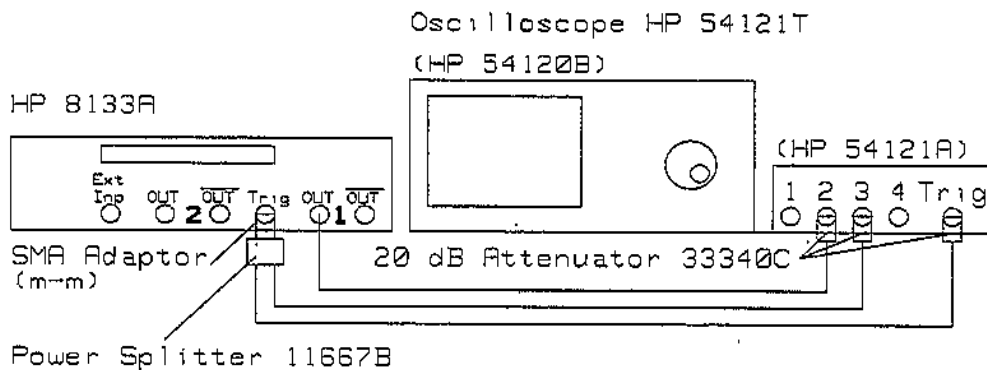 Oscilloscope HP 54121T
(HP 54120B)
HP 8133A
(HP 54121A)
Ext
Inp OUT 2 OUT Trig OUT 1 OUT
1 2 3 4 Trig
SMA Adaptor
(m-m)
20 dB Attenuator 33340C
Power Splitter 11667B